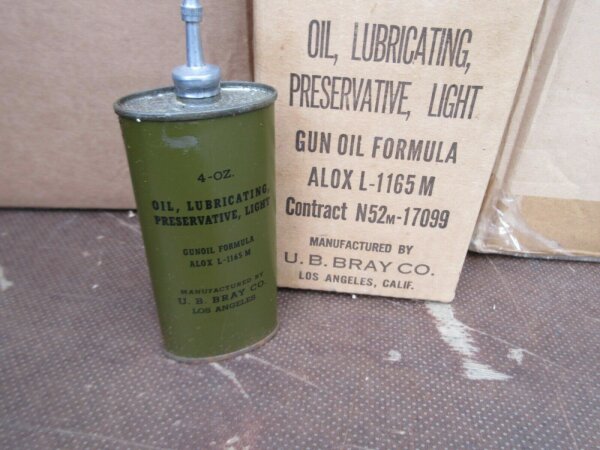 4-OZ.
OIL, LUBRICATING,
PRESERVATIVE, LIGHT
GUNOIL FORMULA
ALOX L-1165 M
MANUFACTURED BY
U. B. BRAY CO.
LOS ANGELES
OIL, LUBRICATING,
PRESERVATIVE, LIGHT
GUN OIL FORMULA
ALOX L-1165 M
Contract N52M-17099
MANUFACTURED BY
U. B. BRAY CO.
LOS ANGELES, CALIF.